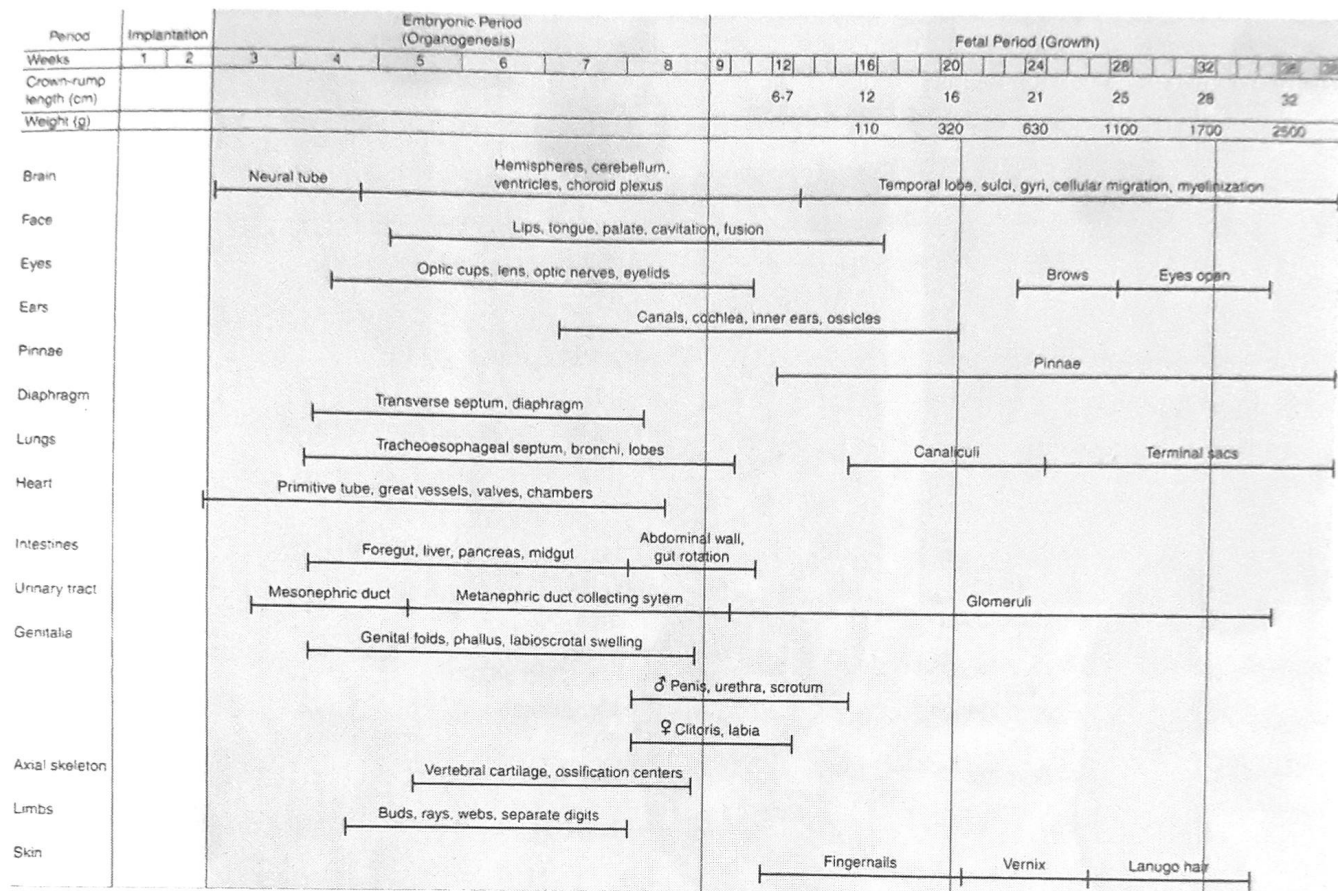 Period Implantation Embryonic Period
(Organogenesis) Fetal Period (Growth)
Weeks 1 2 3 4 5 6 7 8 9 12 16 20 24 28 32 36 38
Crown-rump
length (cm) 6-7 12 16 21 25 28 32
Weight (g) 110 320 630 1100 1700 2500
Brain Neural tube Hemispheres, cerebellum,
ventricles, choroid plexus Temporal lobe, sulci, gyri, cellular migration, myelinization
Face Lips, tongue, palate, cavitation, fusion
Eyes Optic cups, lens, optic nerves, eyelids Brows Eyes open
Ears Canals, cochlea, inner ears, ossicles
Pinnae Pinnae
Diaphragm Transverse septum, diaphragm
Lungs Tracheoesophageal septum, bronchi, lobes Canaliculi Terminal sacs
Heart Primitive tube, great vessels, valves, chambers
Intestines Foregut, liver, pancreas, midgut Abdominal wall,
gut rotation
Urinary tract Mesonephric duct Metanephric duct collecting sytem Glomeruli
Genitalia Genital folds, phallus, labioscrotal swelling
♂ Penis, urethra, scrotum
♀ Clitoris, labia
Axial skeleton Vertebral cartilage, ossification centers
Limbs Buds, rays, webs, separate digits
Skin Fingernails Vernix Lanugo hair